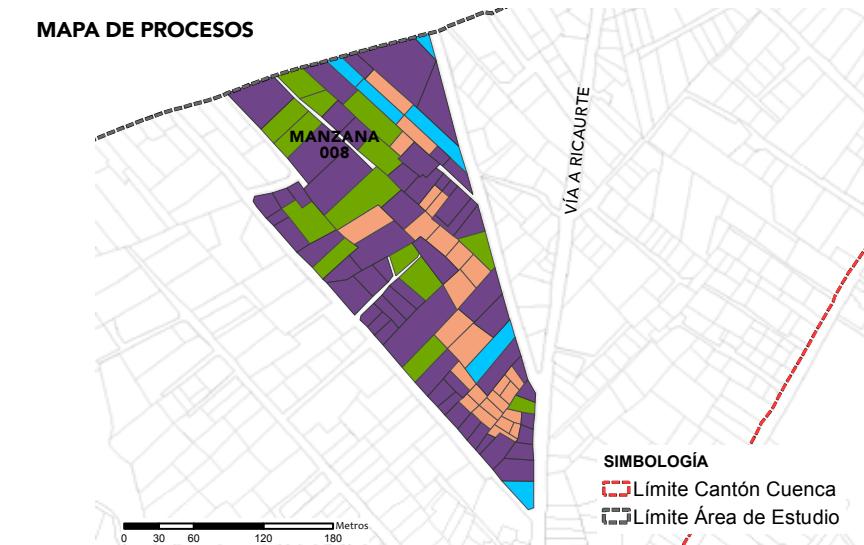 MAPA DE PROCESOS
MANZANA
008
VÍA A RICAURTE
SIMBOLOGÍA
Límite Cantón Cuenca
Límite Área de Estudio
Metros
0 30 60 120 180